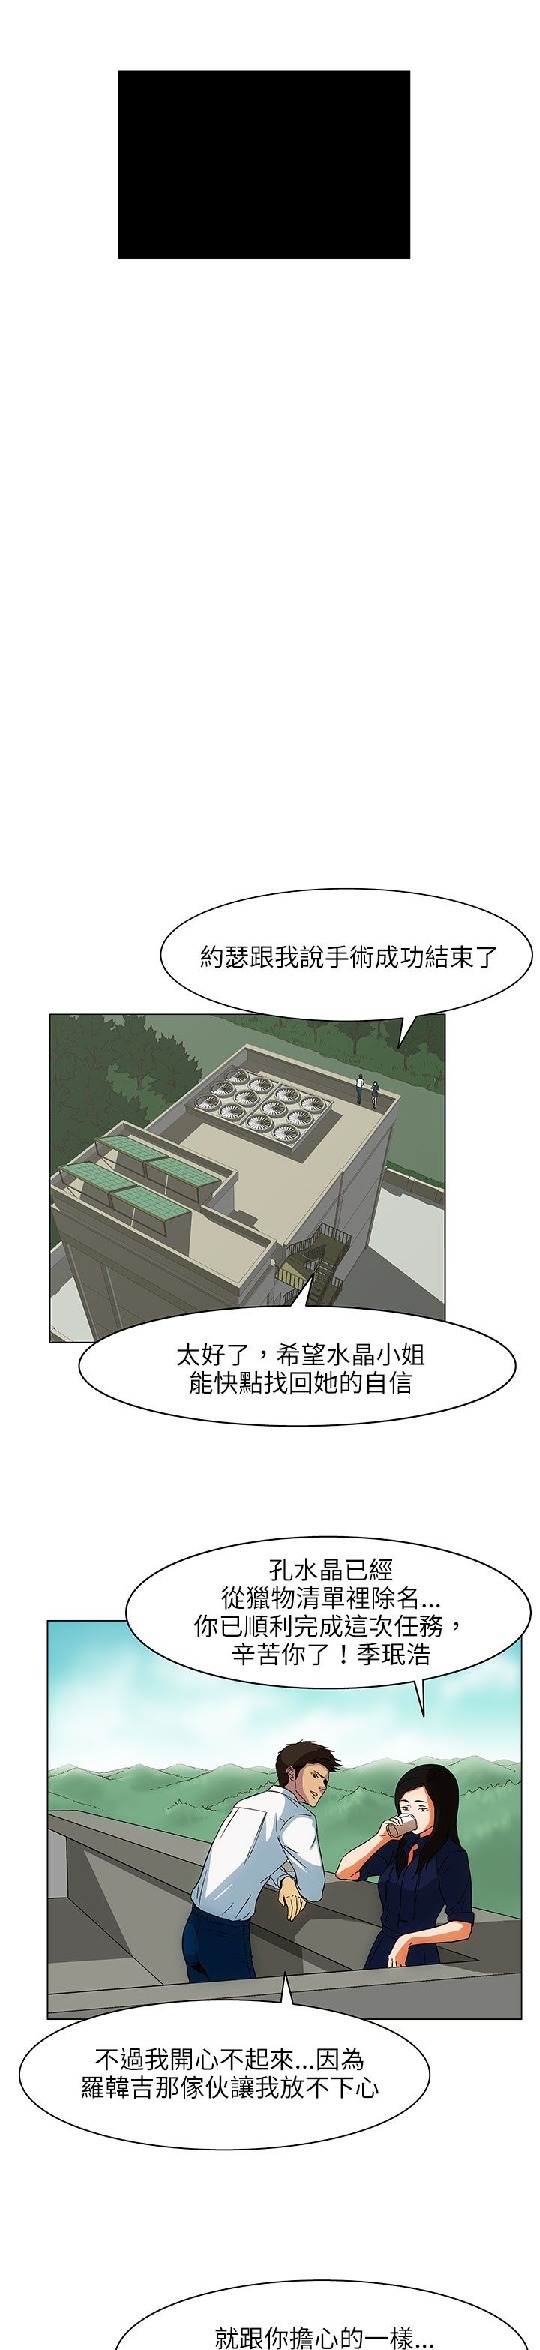 約瑟跟我說手術成功結束了
太好了，希望水晶小姐
能快點找回她的自信
孔水晶已經
從獵物清單裡除名...
你已順利完成這次任務，
辛苦你了！季珉浩
不過我開心不起來...因為
羅韓吉那傢伙讓我放不下心
就跟你擔心的一樣...